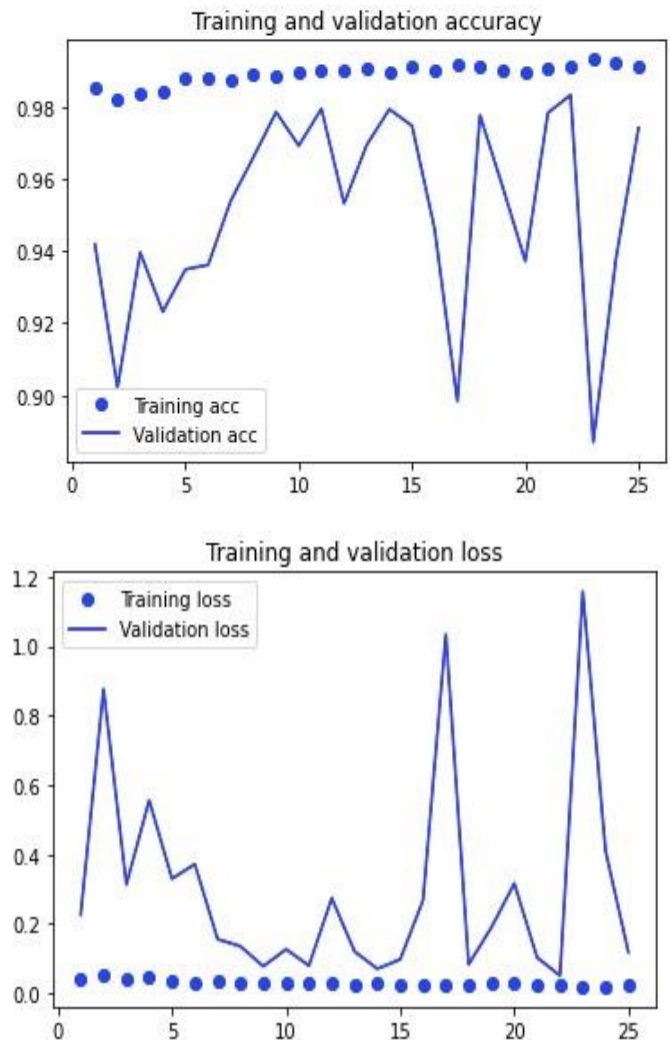 Training and validation accuracy
0.98
0.96
0.94
0.92
0.90
Training acc
Validation acc
0 5 10 15 20 25
Training and validation loss
1.2
1.0
0.8
0.6
0.4
0.2
0.0
Training loss
Validation loss
0 5 10 15 20 25